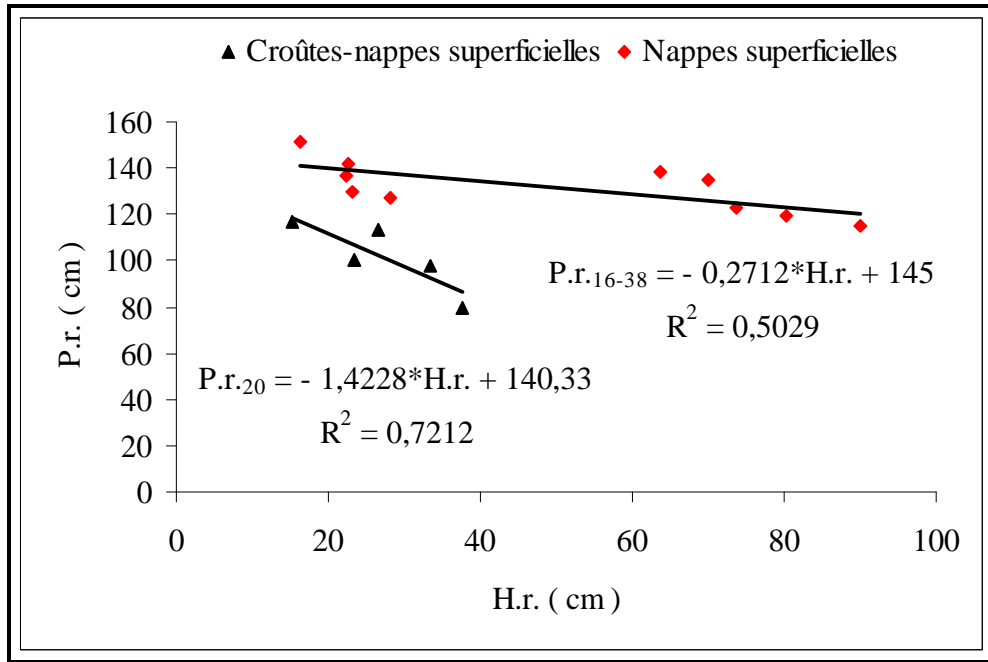 ▲ Croûtes-nappes superficielles ♦ Nappes superficielles
160
140
120
100
80
60
40
20
0
P.r. ( cm )
P.r.16-38 = - 0,2712*H.r. + 145
R2 = 0,5029
P.r.20 = - 1,4228*H.r. + 140,33
R2 = 0,7212
0 20 40 60 80 100
H.r. ( cm )